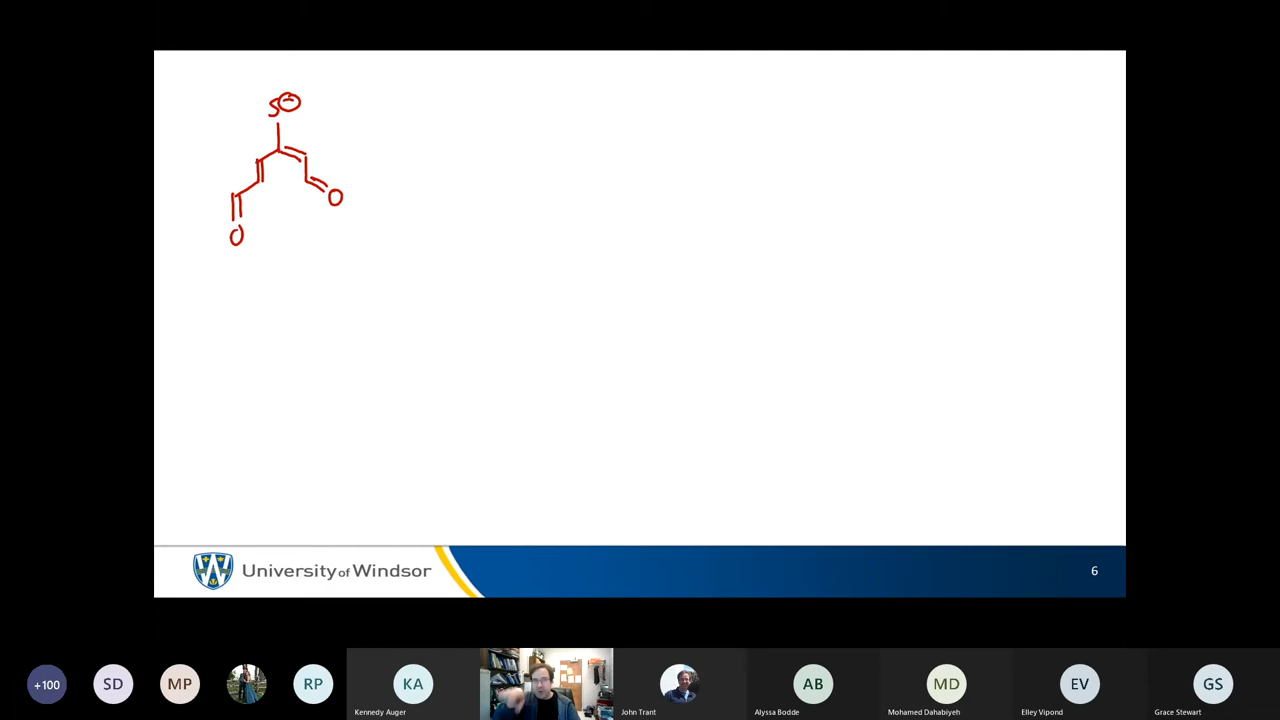 S⊖
O
O
University of Windsor
6
+100
SD
MP
RP
KA
AB
MD
EV
GS
Kennedy Auger
John Trant
Alyssa Bodde
Mohamed Dahabiyeh
Elley Vipond
Grace Stewart